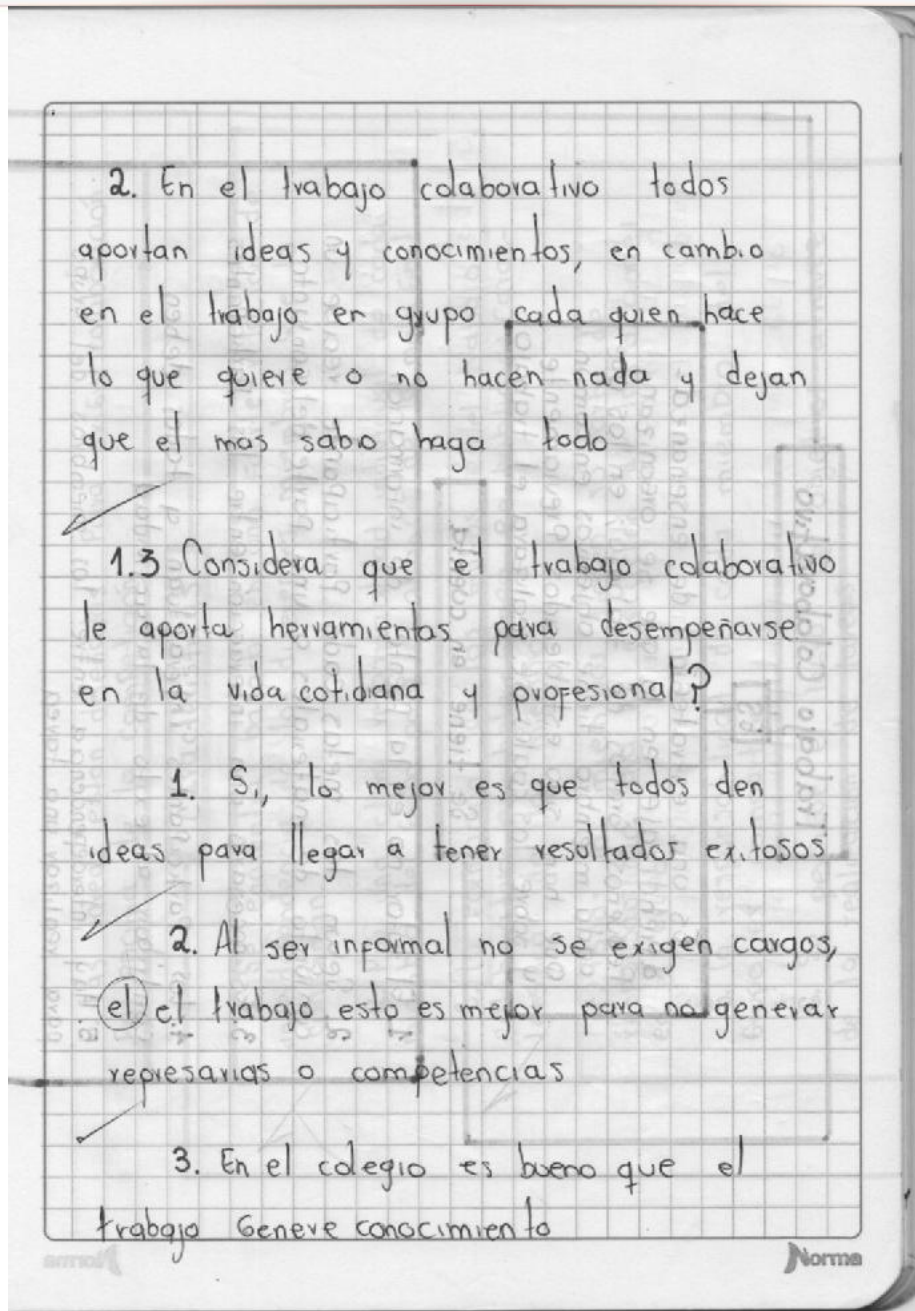 2. En el trabajo colaborativo todos
aportan ideas y conocimientos, en cambio
en el trabajo en grupo cada quien hace
lo que quiere o no hacen nada y dejan
que el mas sabio haga todo
1.3 Considera que el trabajo colaborativo
le aporta herramientas para desempeñarse
en la vida cotidiana y profesional?
1. Si, lo mejor es que todos den
ideas para llegar a tener resultados exitosos
2. Al ser informal no se exigen cargos,
el el trabajo esto es mejor para no generar
represarias o competencias
3. En el colegio es bueno que el
trabajo Genere conocimiento
Norma